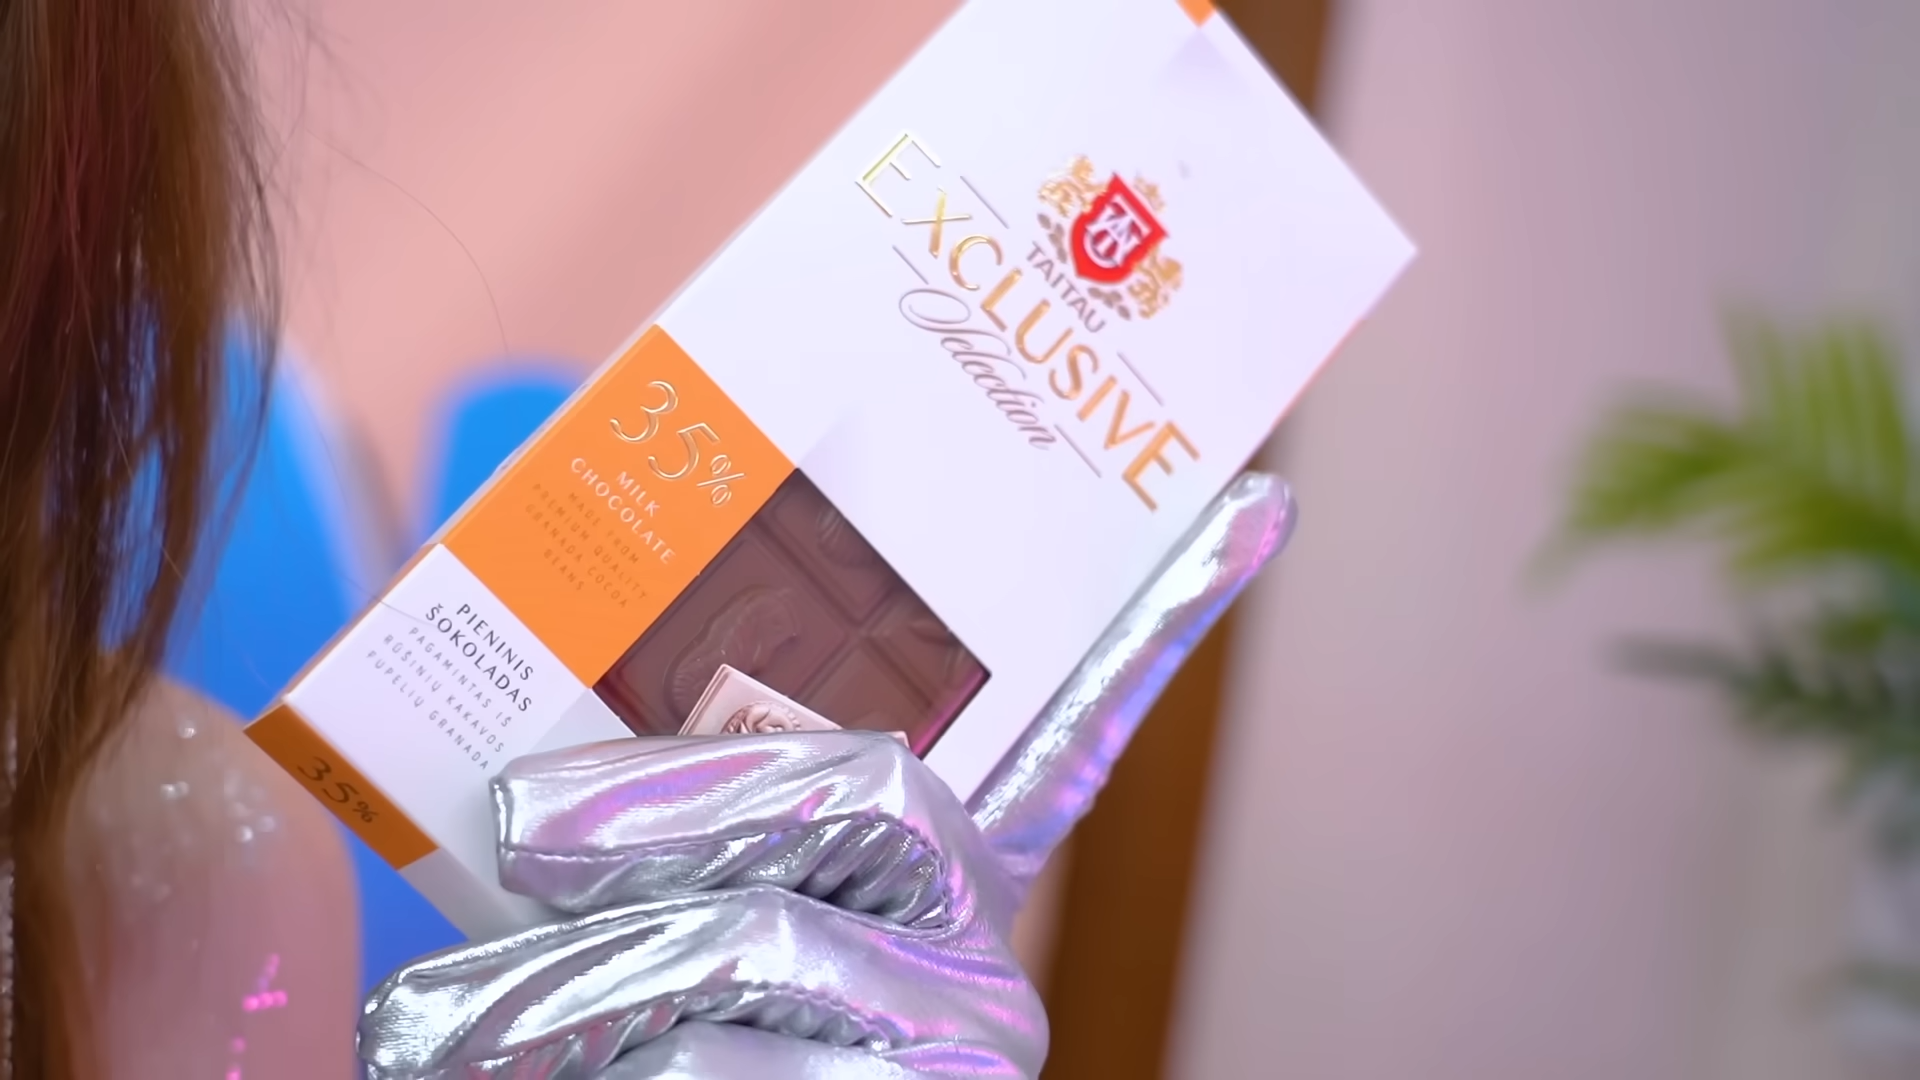 TAITAU
EXCLUSIVE
Selection
35%
MILK
CHOCOLATE
MADE FROM
PREMIUM QUALITY
GRANADA COCOA
BEANS
PIENINIS
ŠOKOLADAS
PAGAMINTAS IŠ
RŪŠINIŲ KAKAVOS
PUPELIŲ GRANADA
35%